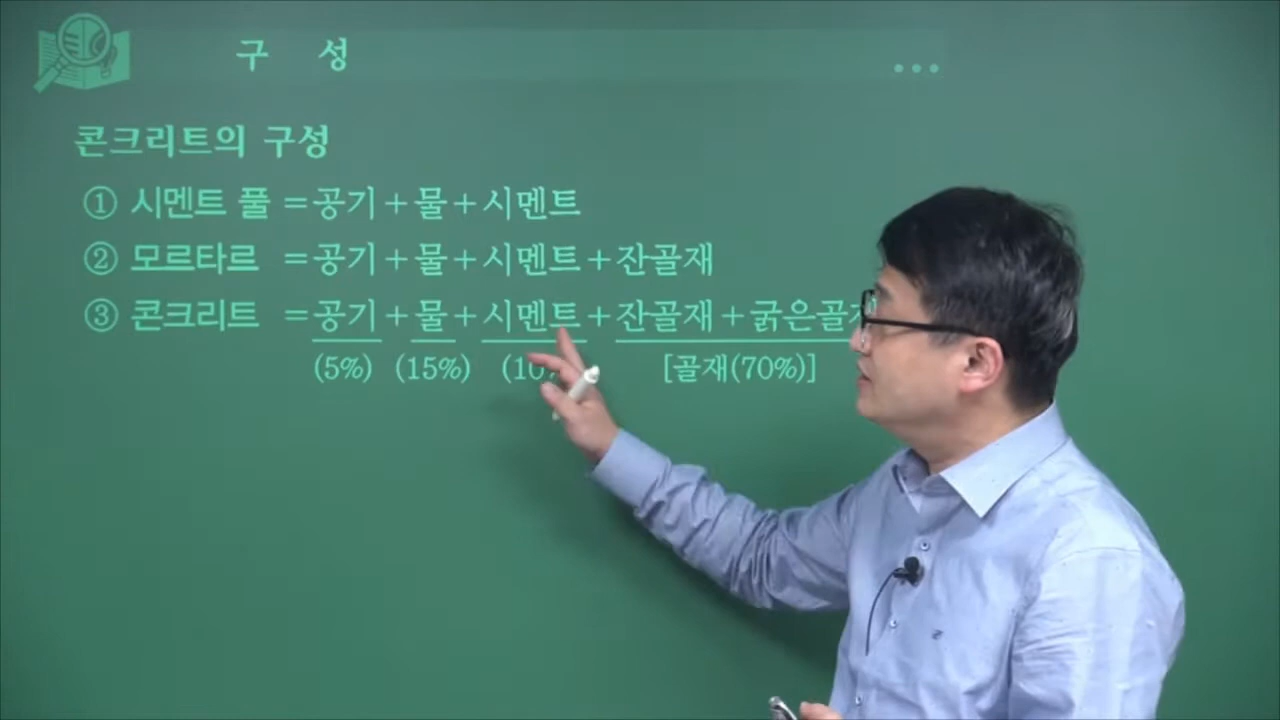 구 성
콘크리트의 구성
① 시멘트 풀 =공기+물+시멘트
② 모르타르 =공기+물+시멘트+잔골재
③ 콘크리트 =공기+물+시멘트+잔골재+굵은골재
(5%) (15%) (10 [골재(70%)]